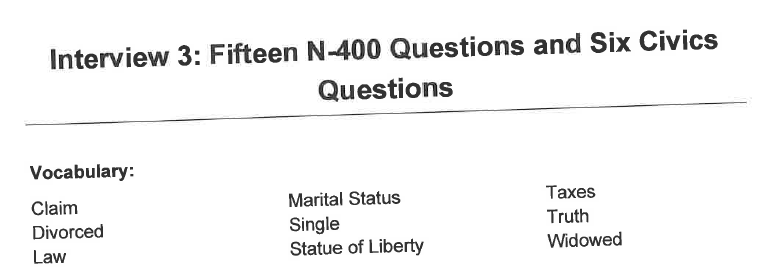 Interview 3: Fifteen N-400 Questions and Six Civics
Questions
Vocabulary:
Claim
Divorced
Law
Marital Status
Single
Statue of Liberty
Taxes
Truth
Widowed